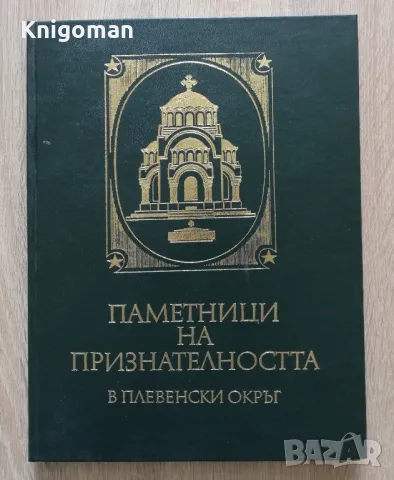 Knigoman
ПАМЕТНИЦИ
НА
ПРИЗНАТЕЛНОСТТА
В ПЛЕВЕНСКИ ОКРЪГ
BAZAR